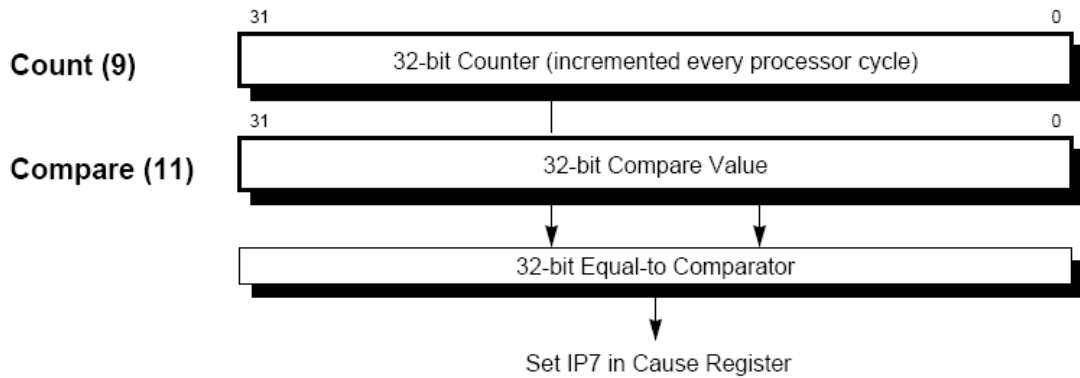 31 0
Count (9) 32-bit Counter (incremented every processor cycle)
31 0
Compare (11) 32-bit Compare Value
32-bit Equal-to Comparator
Set IP7 in Cause Register